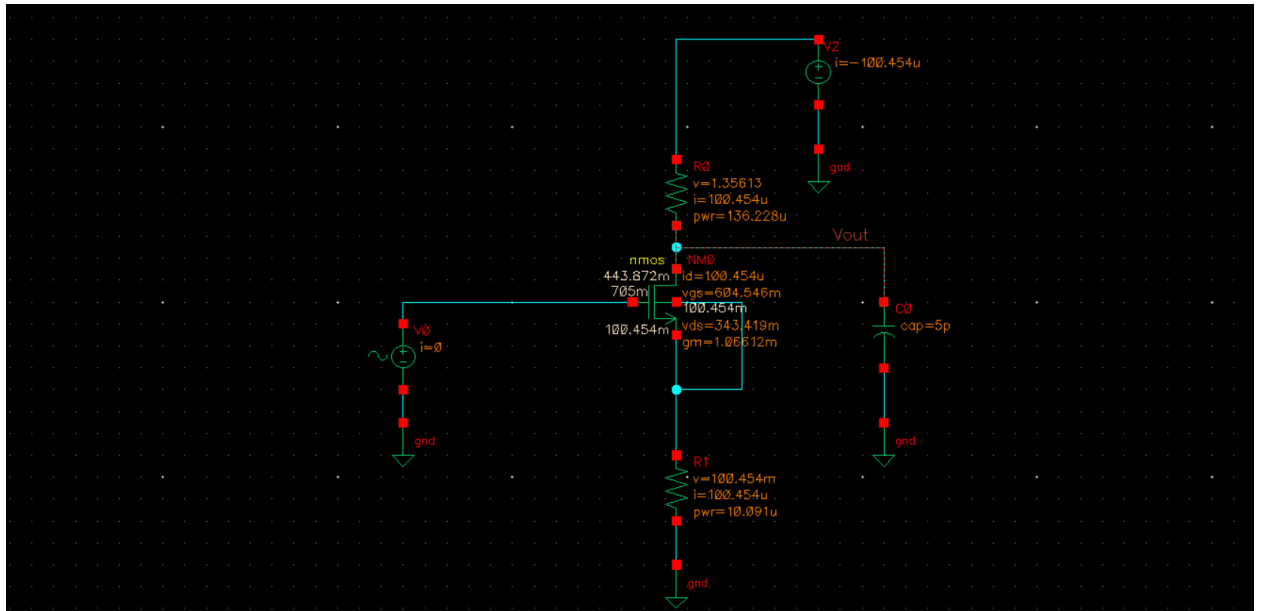 V2
i=-100.454u
gnd
R0
v=1.35613
i=100.454u
pwr=136.228u
Vout
nmos
NM0
443.872m
id=100.454u
705m
vgs=604.546m
100.454m
100.454m
vds=343.419m
gm=1.06612m
C0
cap=5p
V0
i=0
gnd
gnd
R1
v=100.454m
i=100.454u
pwr=10.091u
gnd